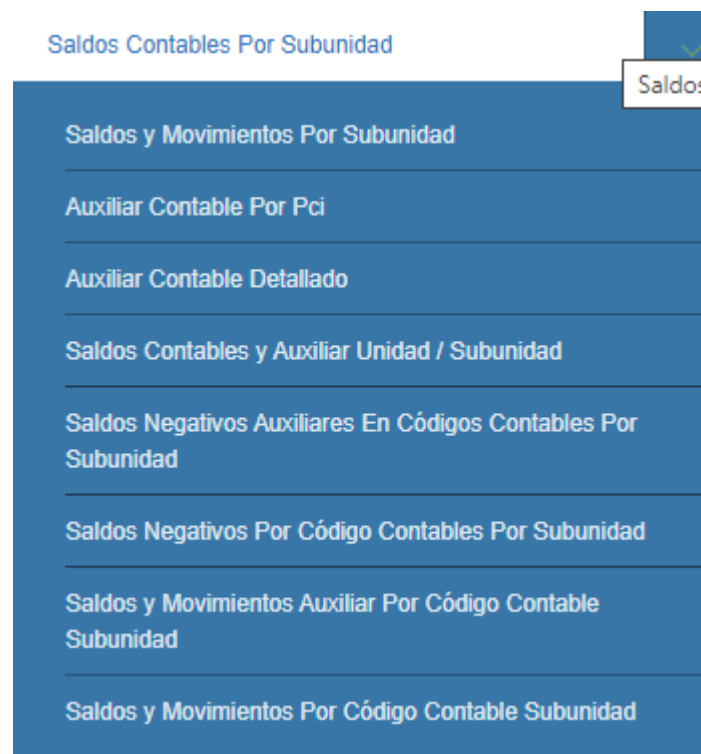 Saldos Contables Por Subunidad
Saldos
Saldos y Movimientos Por Subunidad
Auxiliar Contable Por Pci
Auxiliar Contable Detallado
Saldos Contables y Auxiliar Unidad / Subunidad
Saldos Negativos Auxiliares En Códigos Contables Por
Subunidad
Saldos Negativos Por Código Contables Por Subunidad
Saldos y Movimientos Auxiliar Por Código Contable
Subunidad
Saldos y Movimientos Por Código Contable Subunidad